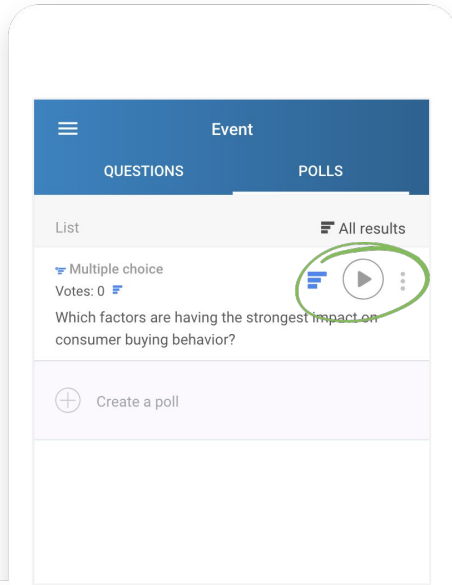 Event
QUESTIONS POLLS
List All results
Multiple choice
Votes: 0
Which factors are having the strongest impact on
consumer buying behavior?
Create a poll